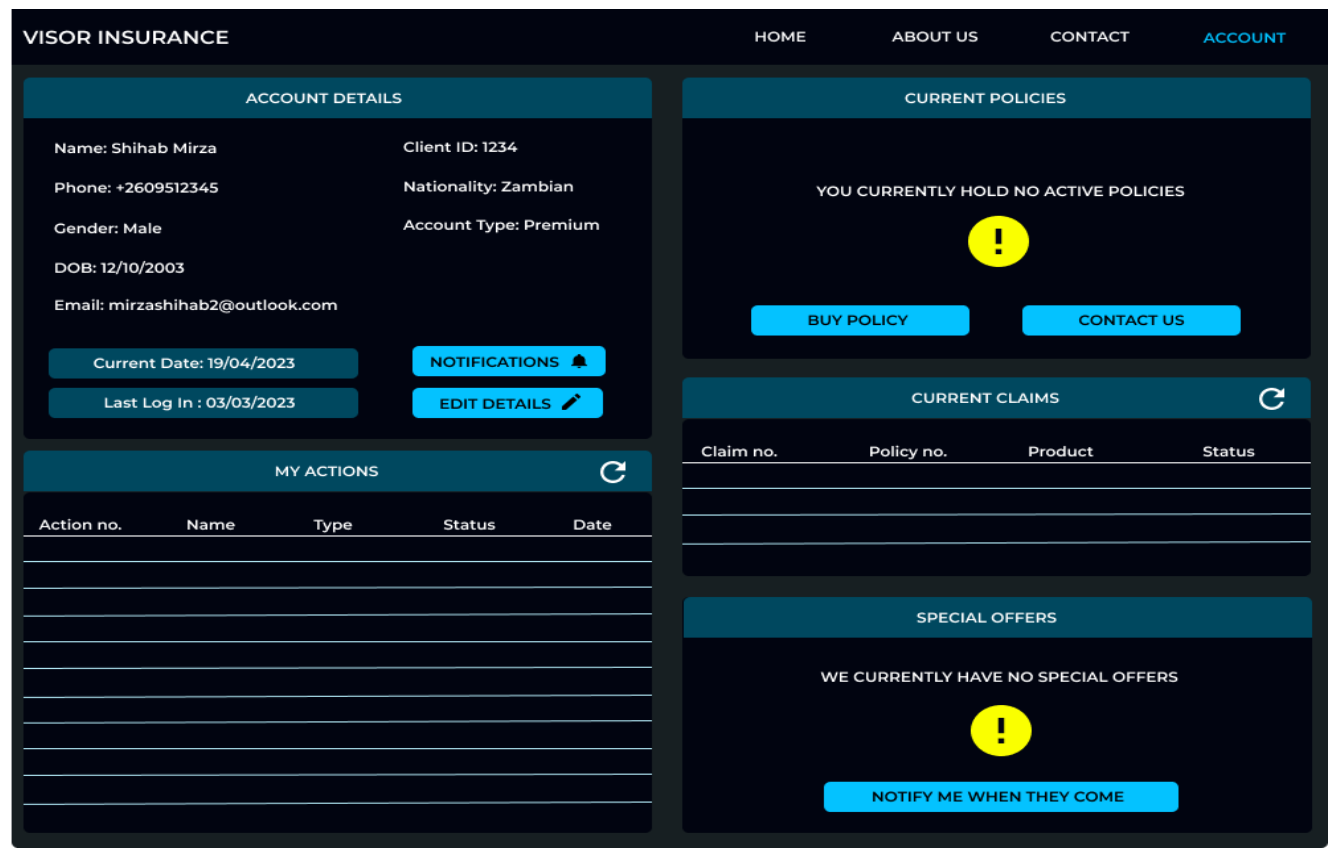 VISOR INSURANCE HOME ABOUT US CONTACT ACCOUNT
ACCOUNT DETAILS
Name: Shihab Mirza Client ID: 1234
Phone: +2609512345 Nationality: Zambian
Gender: Male Account Type: Premium
DOB: 12/10/2003
Email: mirzashihab2@outlook.com
Current Date: 19/04/2023 NOTIFICATIONS
Last Log In : 03/03/2023 EDIT DETAILS
MY ACTIONS
Action no. Name Type Status Date
CURRENT POLICIES
YOU CURRENTLY HOLD NO ACTIVE POLICIES
!
BUY POLICY CONTACT US
CURRENT CLAIMS
Claim no. Policy no. Product Status
SPECIAL OFFERS
WE CURRENTLY HAVE NO SPECIAL OFFERS
!
NOTIFY ME WHEN THEY COME